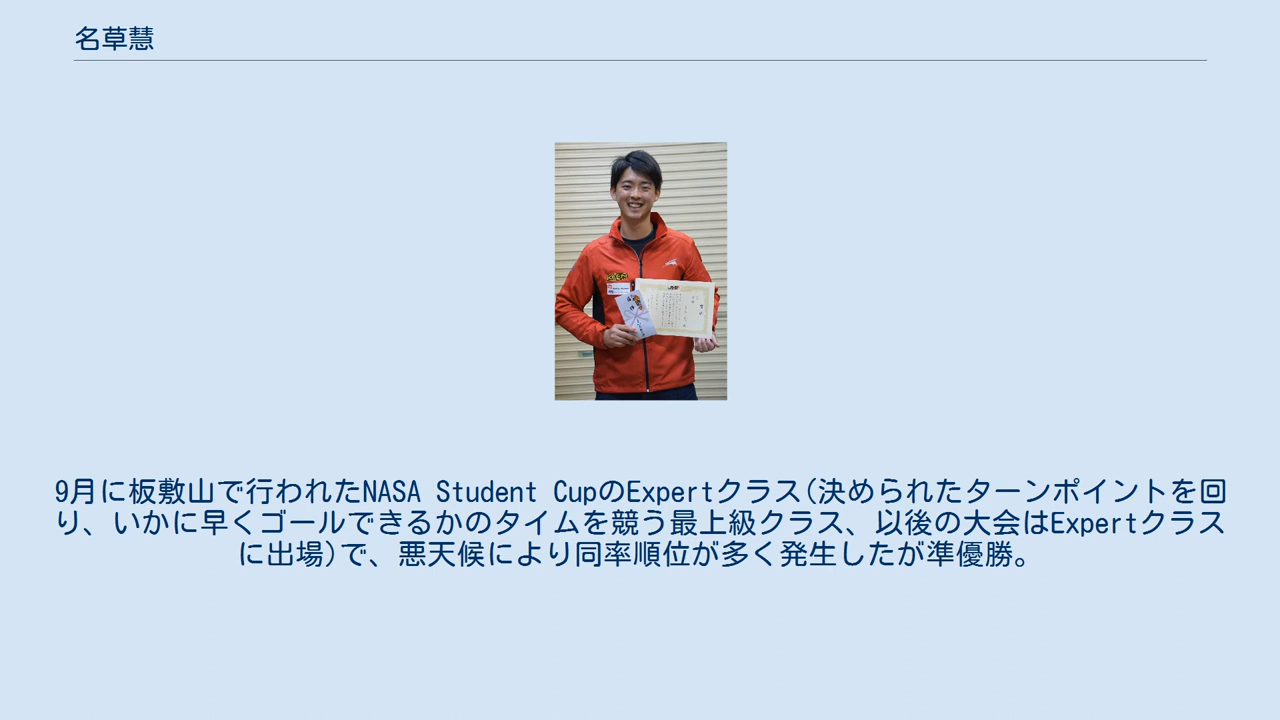 名草慧
9月に板敷山で行われたNASA Student CupのExpertクラス(決められたターンポイントを回
り、いかに早くゴールできるかのタイムを競う最上級クラス、以後の大会はExpertクラス
に出場)で、悪天候により同率順位が多く発生したが準優勝。